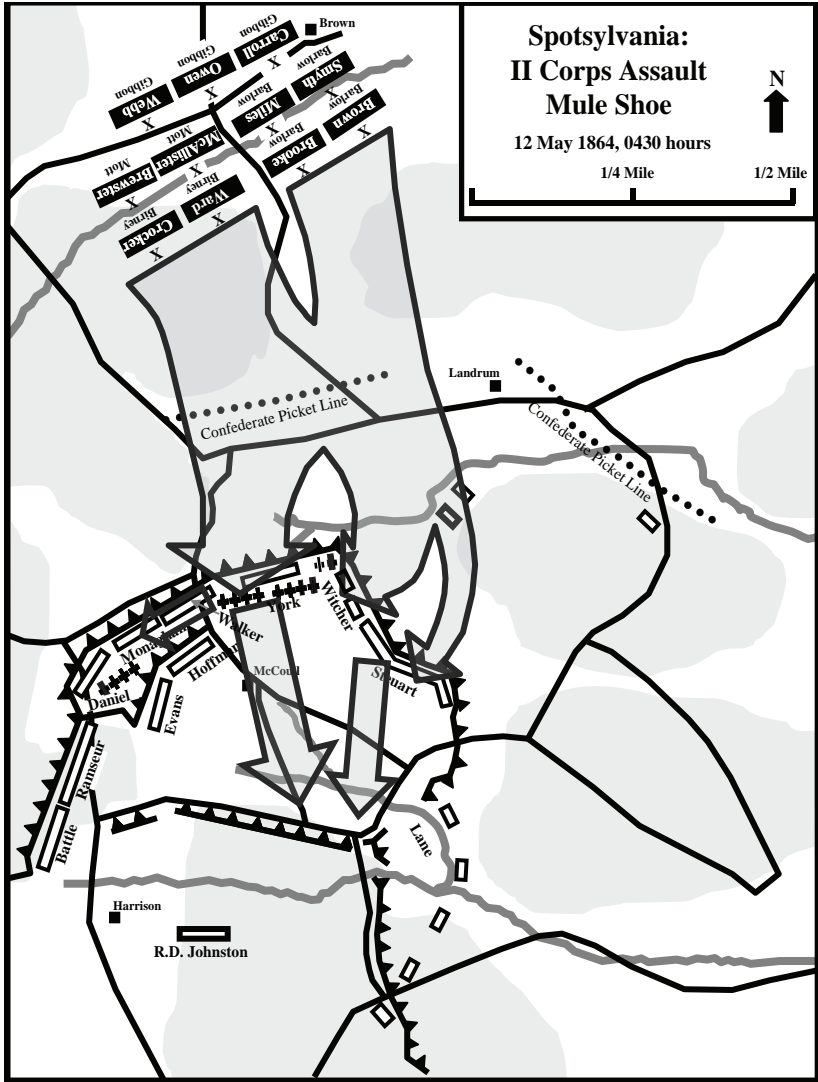 Spotsylvania:
II Corps Assault
Mule Shoe
12 May 1864, 0430 hours
N
1/4 Mile
1/2 Mile
Brown
Gibbon
Carroll
X
Gibbon
Owen
X
Gibbon
Webb
X
Barlow
Smyth
X
Barlow
Miles
X
Barlow
Brown
X
Barlow
Brooke
X
Mott
McAllister
X
Mott
Brewster
X
Birney
Ward
X
Birney
Crocker
X
Landrum
Confederate Picket Line
Confederate Picket Line
York
Witcher
Walker
Hoffman
McCoull
Steuart
Daniel
Evans
Ramseur
Battle
Lane
Harrison
R.D. Johnston